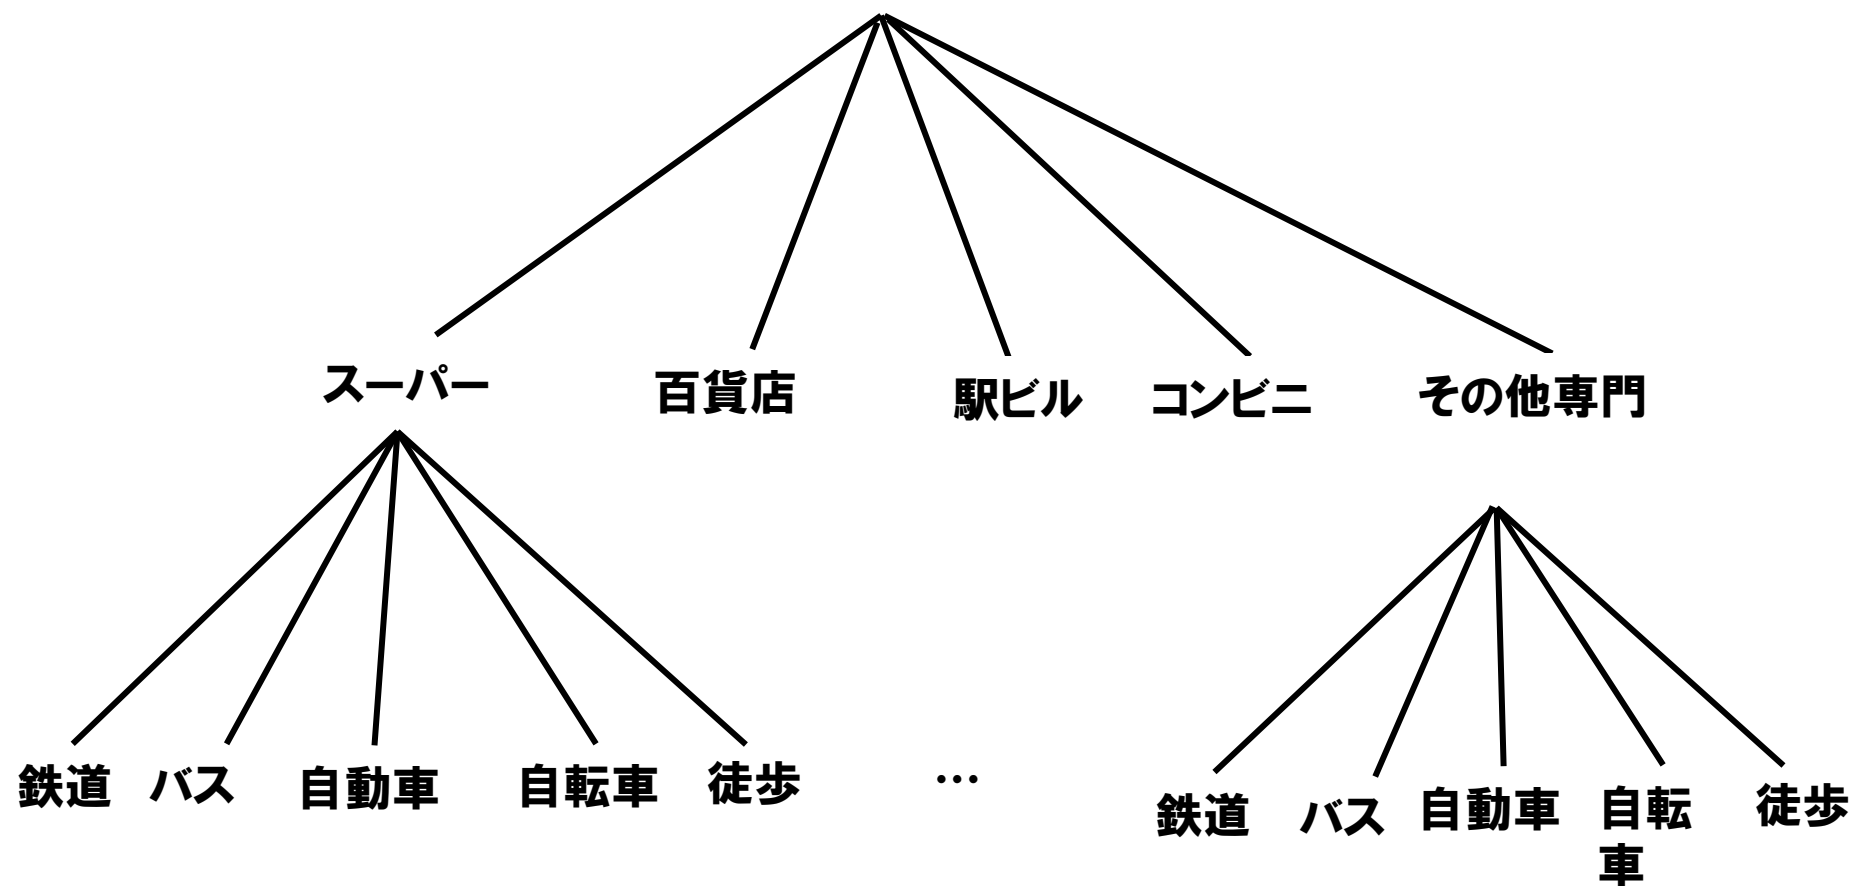 スーパー
百貨店
駅ビル
コンビニ
その他専門
鉄道
バス
自動車
自転車
徒歩
…
鉄道
バス
自動車
自転
車
徒歩